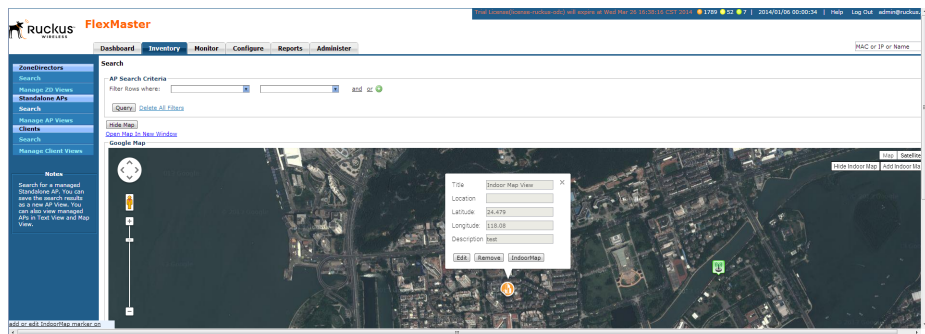 Trial License(license-ruckus-sdc) will expire at Wed Mar 26 16:38:16 CST 2014 1789 52 7 | 2014/01/06 00:00:34 | Help Log Out admin@ruckus.
Ruckus WIRELESS FlexMaster
Dashboard Inventory Monitor Configure Reports Administer MAC or IP or Name
ZoneDirectors
Search
Manage ZD Views
Standalone APs
Search
Manage AP Views
Clients
Search
Manage Client Views
Notes
Search for a managed
Standalone AP. You can
save the search results
as a new AP View. You
can also view managed
APs in Text View and Map
View.
Search
AP Search Criteria
Filter Rows where: and or
Query Delete All Filters
Hide Map
Open Map In New Window
Google Map
Map Satellite
Hide Indoor Map Add Indoor Ma
Title Indoor Map View
Location
Latitude 24.479
Longitude: 118.08
Description test
Edit Remove IndoorMap
add or edit IndoorMap marker on